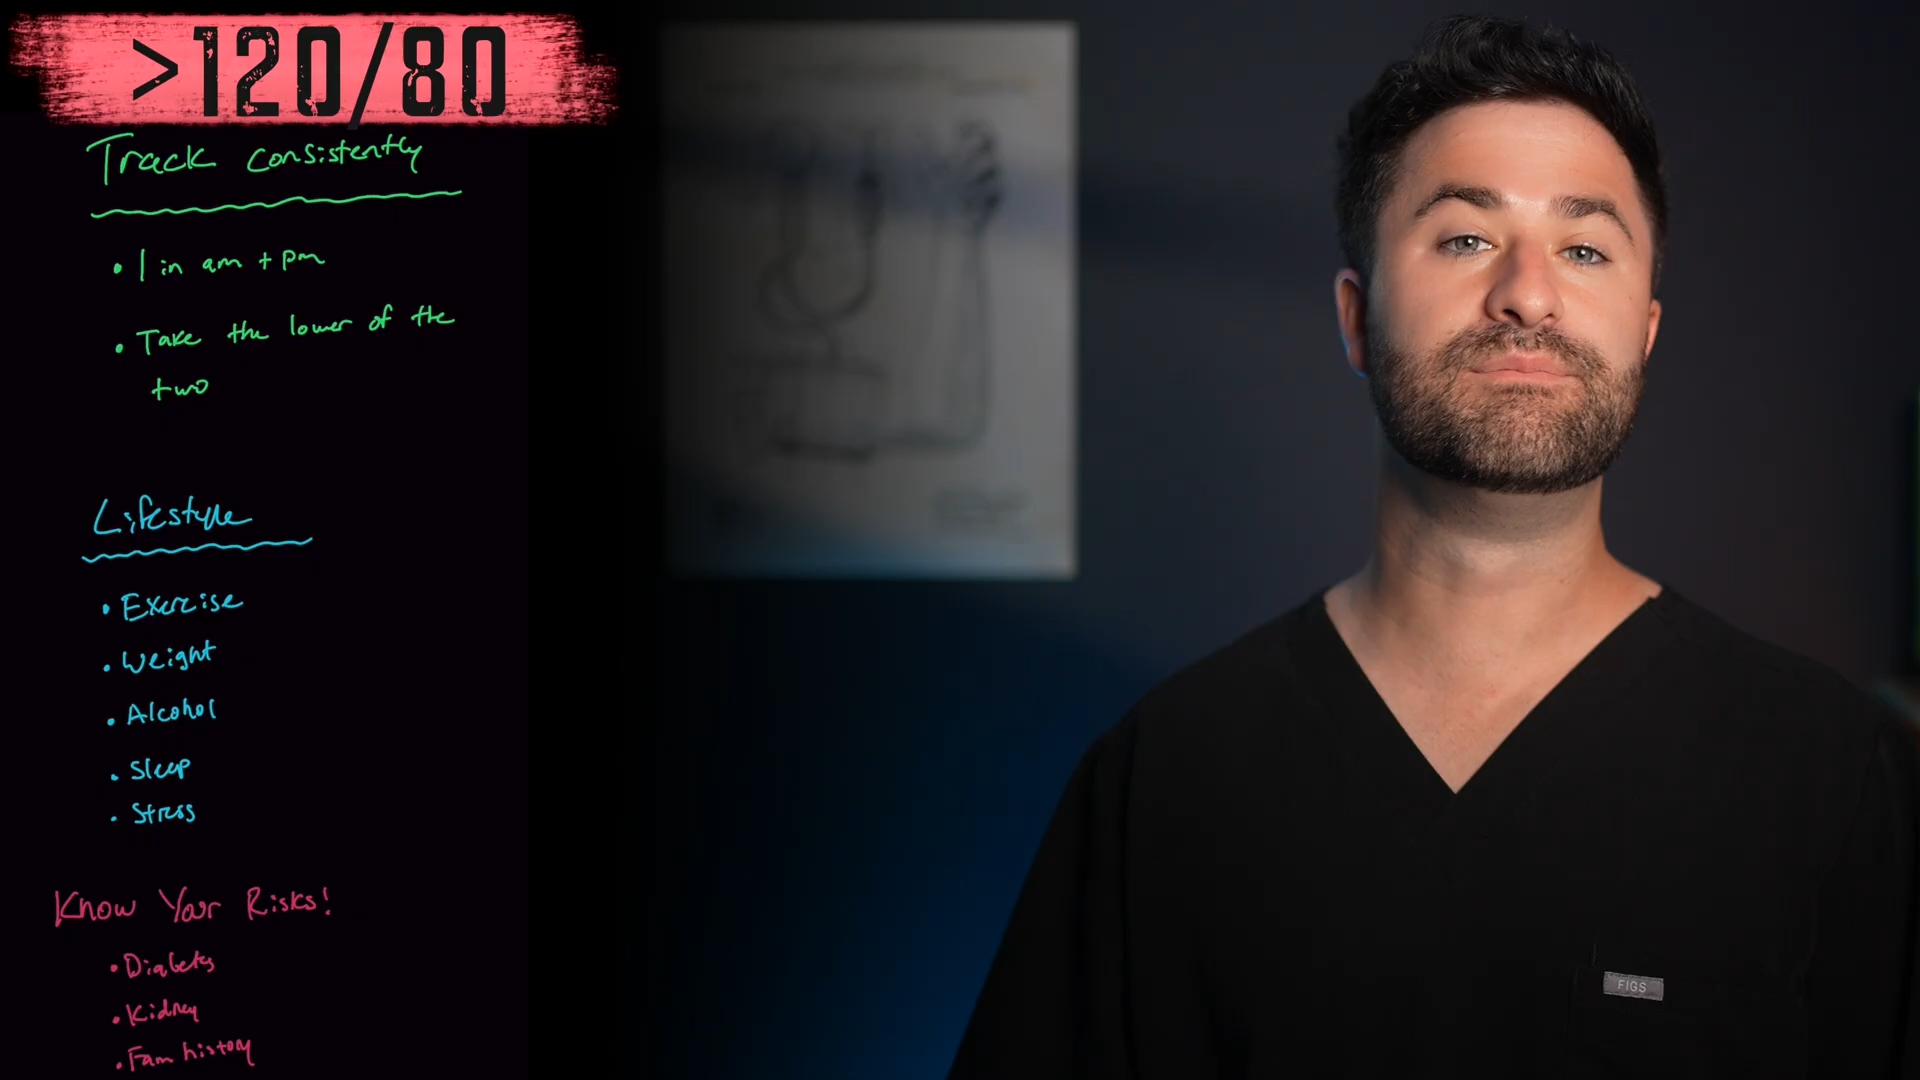 >120/80
Track consistently
• 1 in am + pm
• Take the lower of the
two
Lifestyle
• Exercise
• Weight
• Alcohol
• Sleep
• Stress
Know Your Risks!
• Diabetes
• Kidney
• Fam history
FIGS